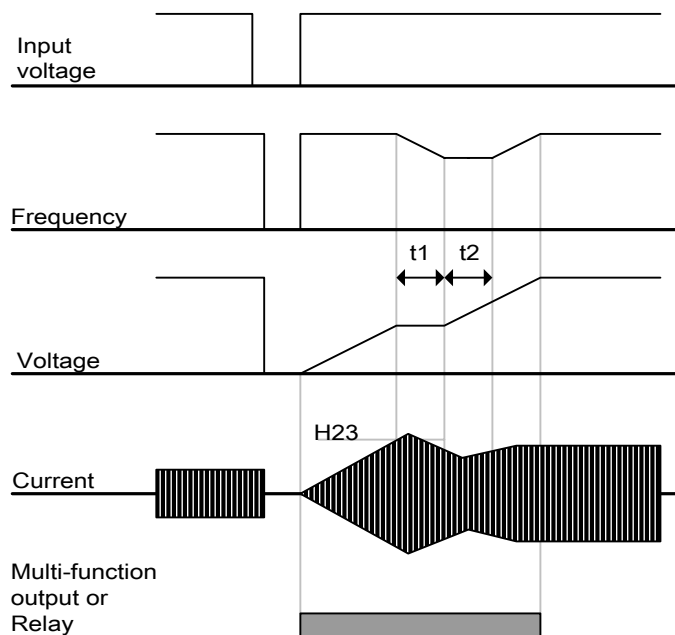 Input
voltage
Frequency
t1 t2
Voltage
H23
Current
Multi-function
output or
Relay